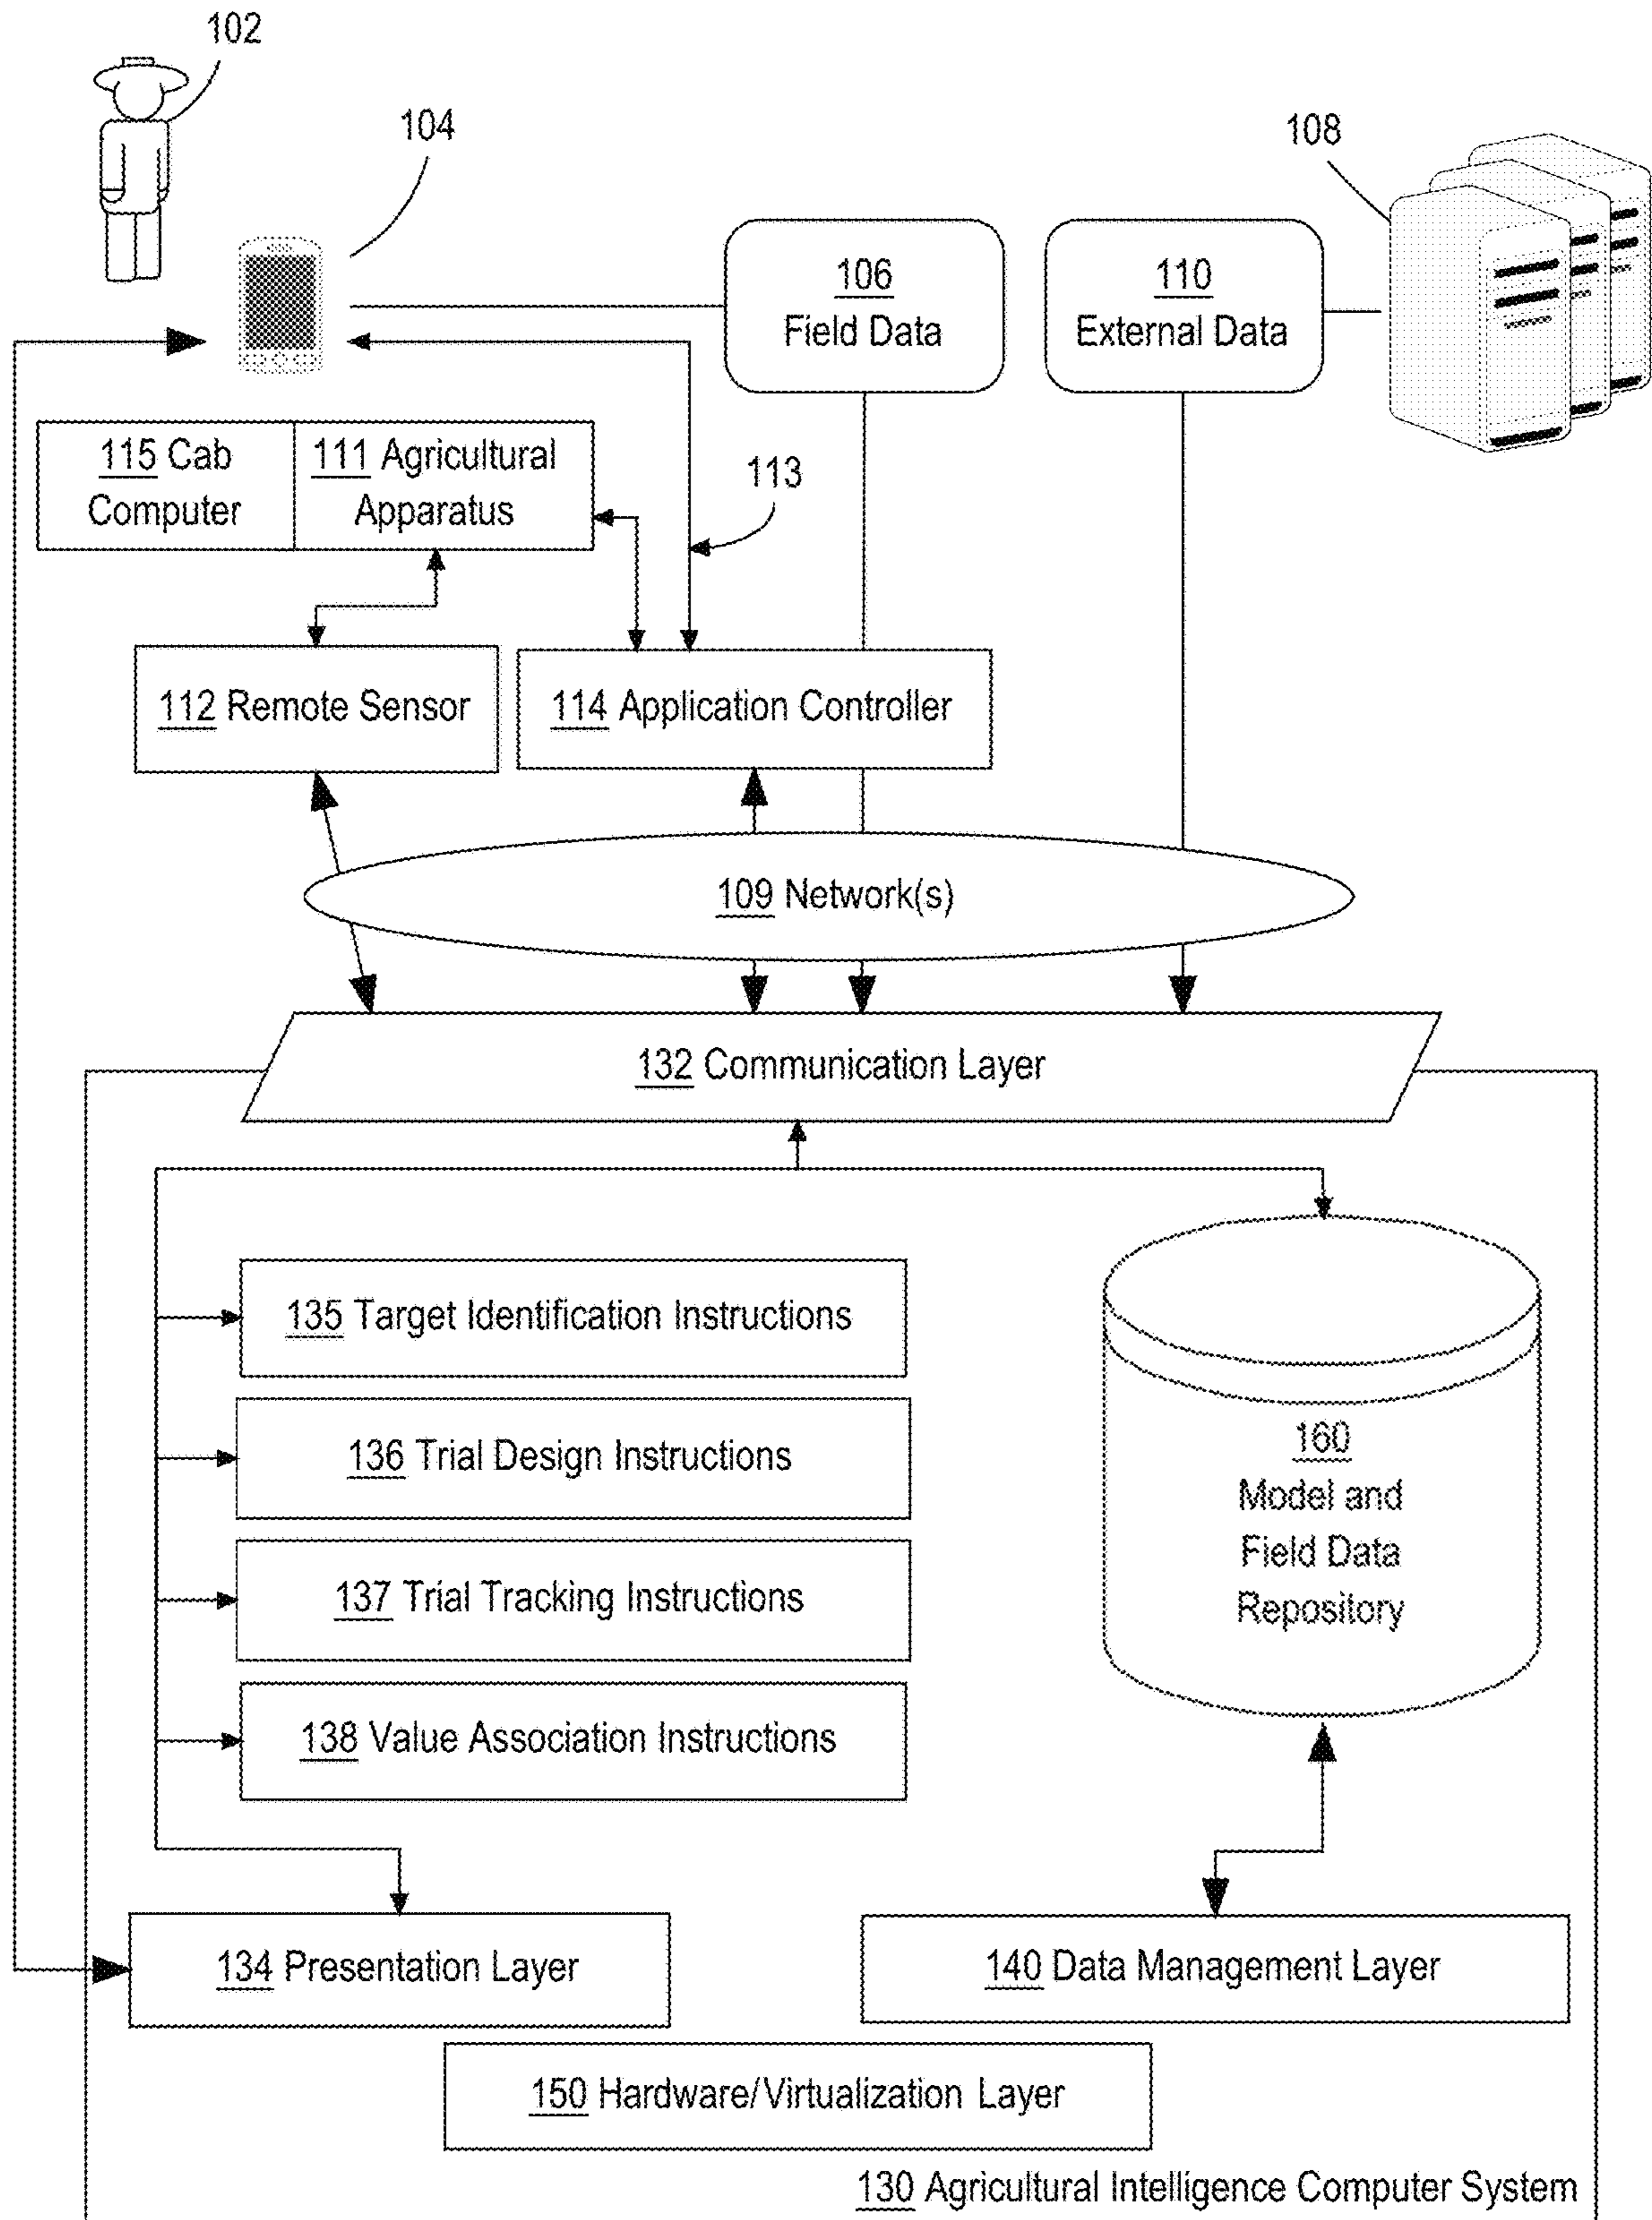 102
104
108
106
Field Data
110
External Data
115 Cab
Computer
111 Agricultural
Apparatus
113
112 Remote Sensor
114 Application Controller
109 Network(s)
132 Communication Layer
135 Target Identification Instructions
136 Trial Design Instructions
137 Trial Tracking Instructions
138 Value Association Instructions
160
Model and
Field Data
Repository
134 Presentation Layer
140 Data Management Layer
150 Hardware/Virtualization Layer
130 Agricultural Intelligence Computer System